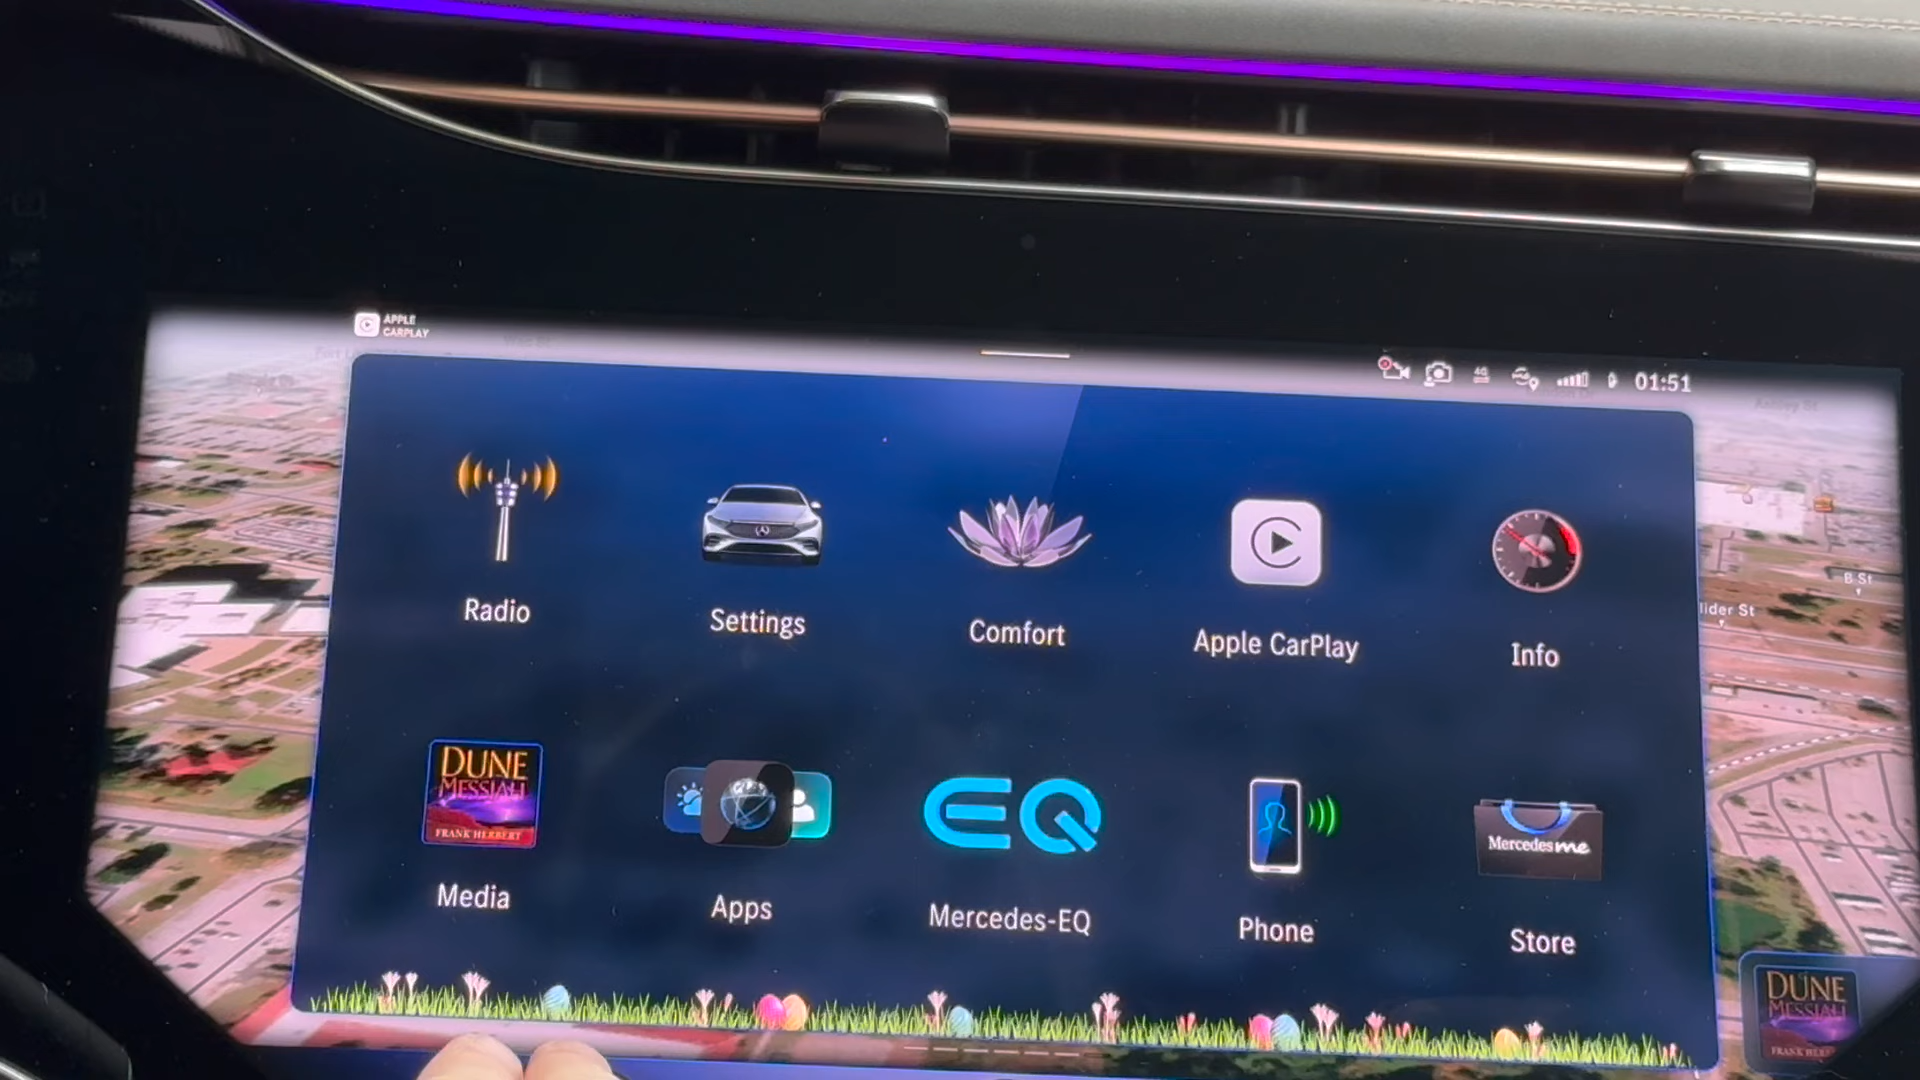 APPLE
CARPLAY
4G
01:51
Radio
Settings
Comfort
Apple CarPlay
Info
B St
lider St
DUNE
MESSIAH
FRANK HERBERT
Mercedes me
Media
Apps
EQ
Mercedes-EQ
Phone
Store
DUNE
MESSIAH